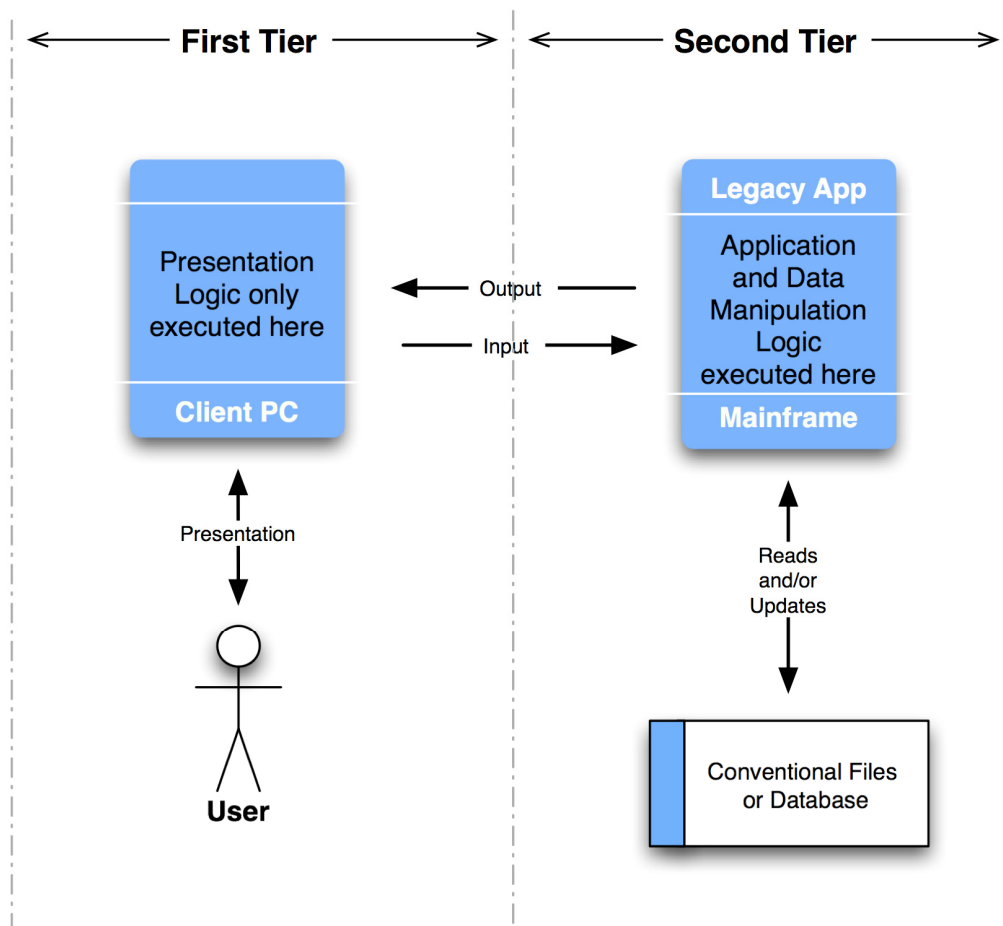 First Tier
Second Tier
Presentation
Logic only
executed here
Client PC
Output
Input
Legacy App
Application
and Data
Manipulation
Logic
executed here
Mainframe
Presentation
User
Reads
and/or
Updates
Conventional Files
or Database